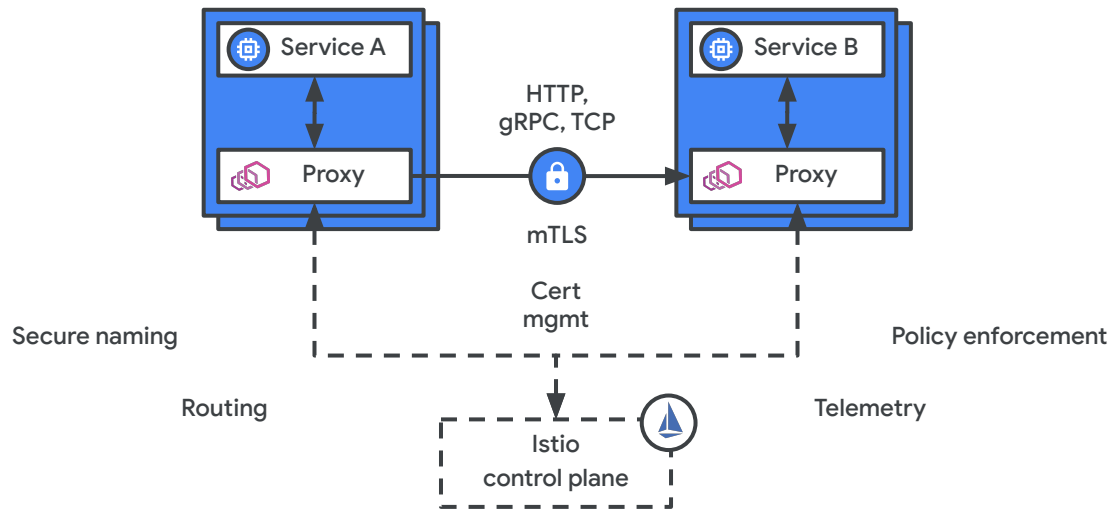 Service A
Service B
HTTP,
gRPC, TCP
Proxy
Proxy
mTLS
Cert
mgmt
Secure naming
Policy enforcement
Routing
Telemetry
Istio
control plane